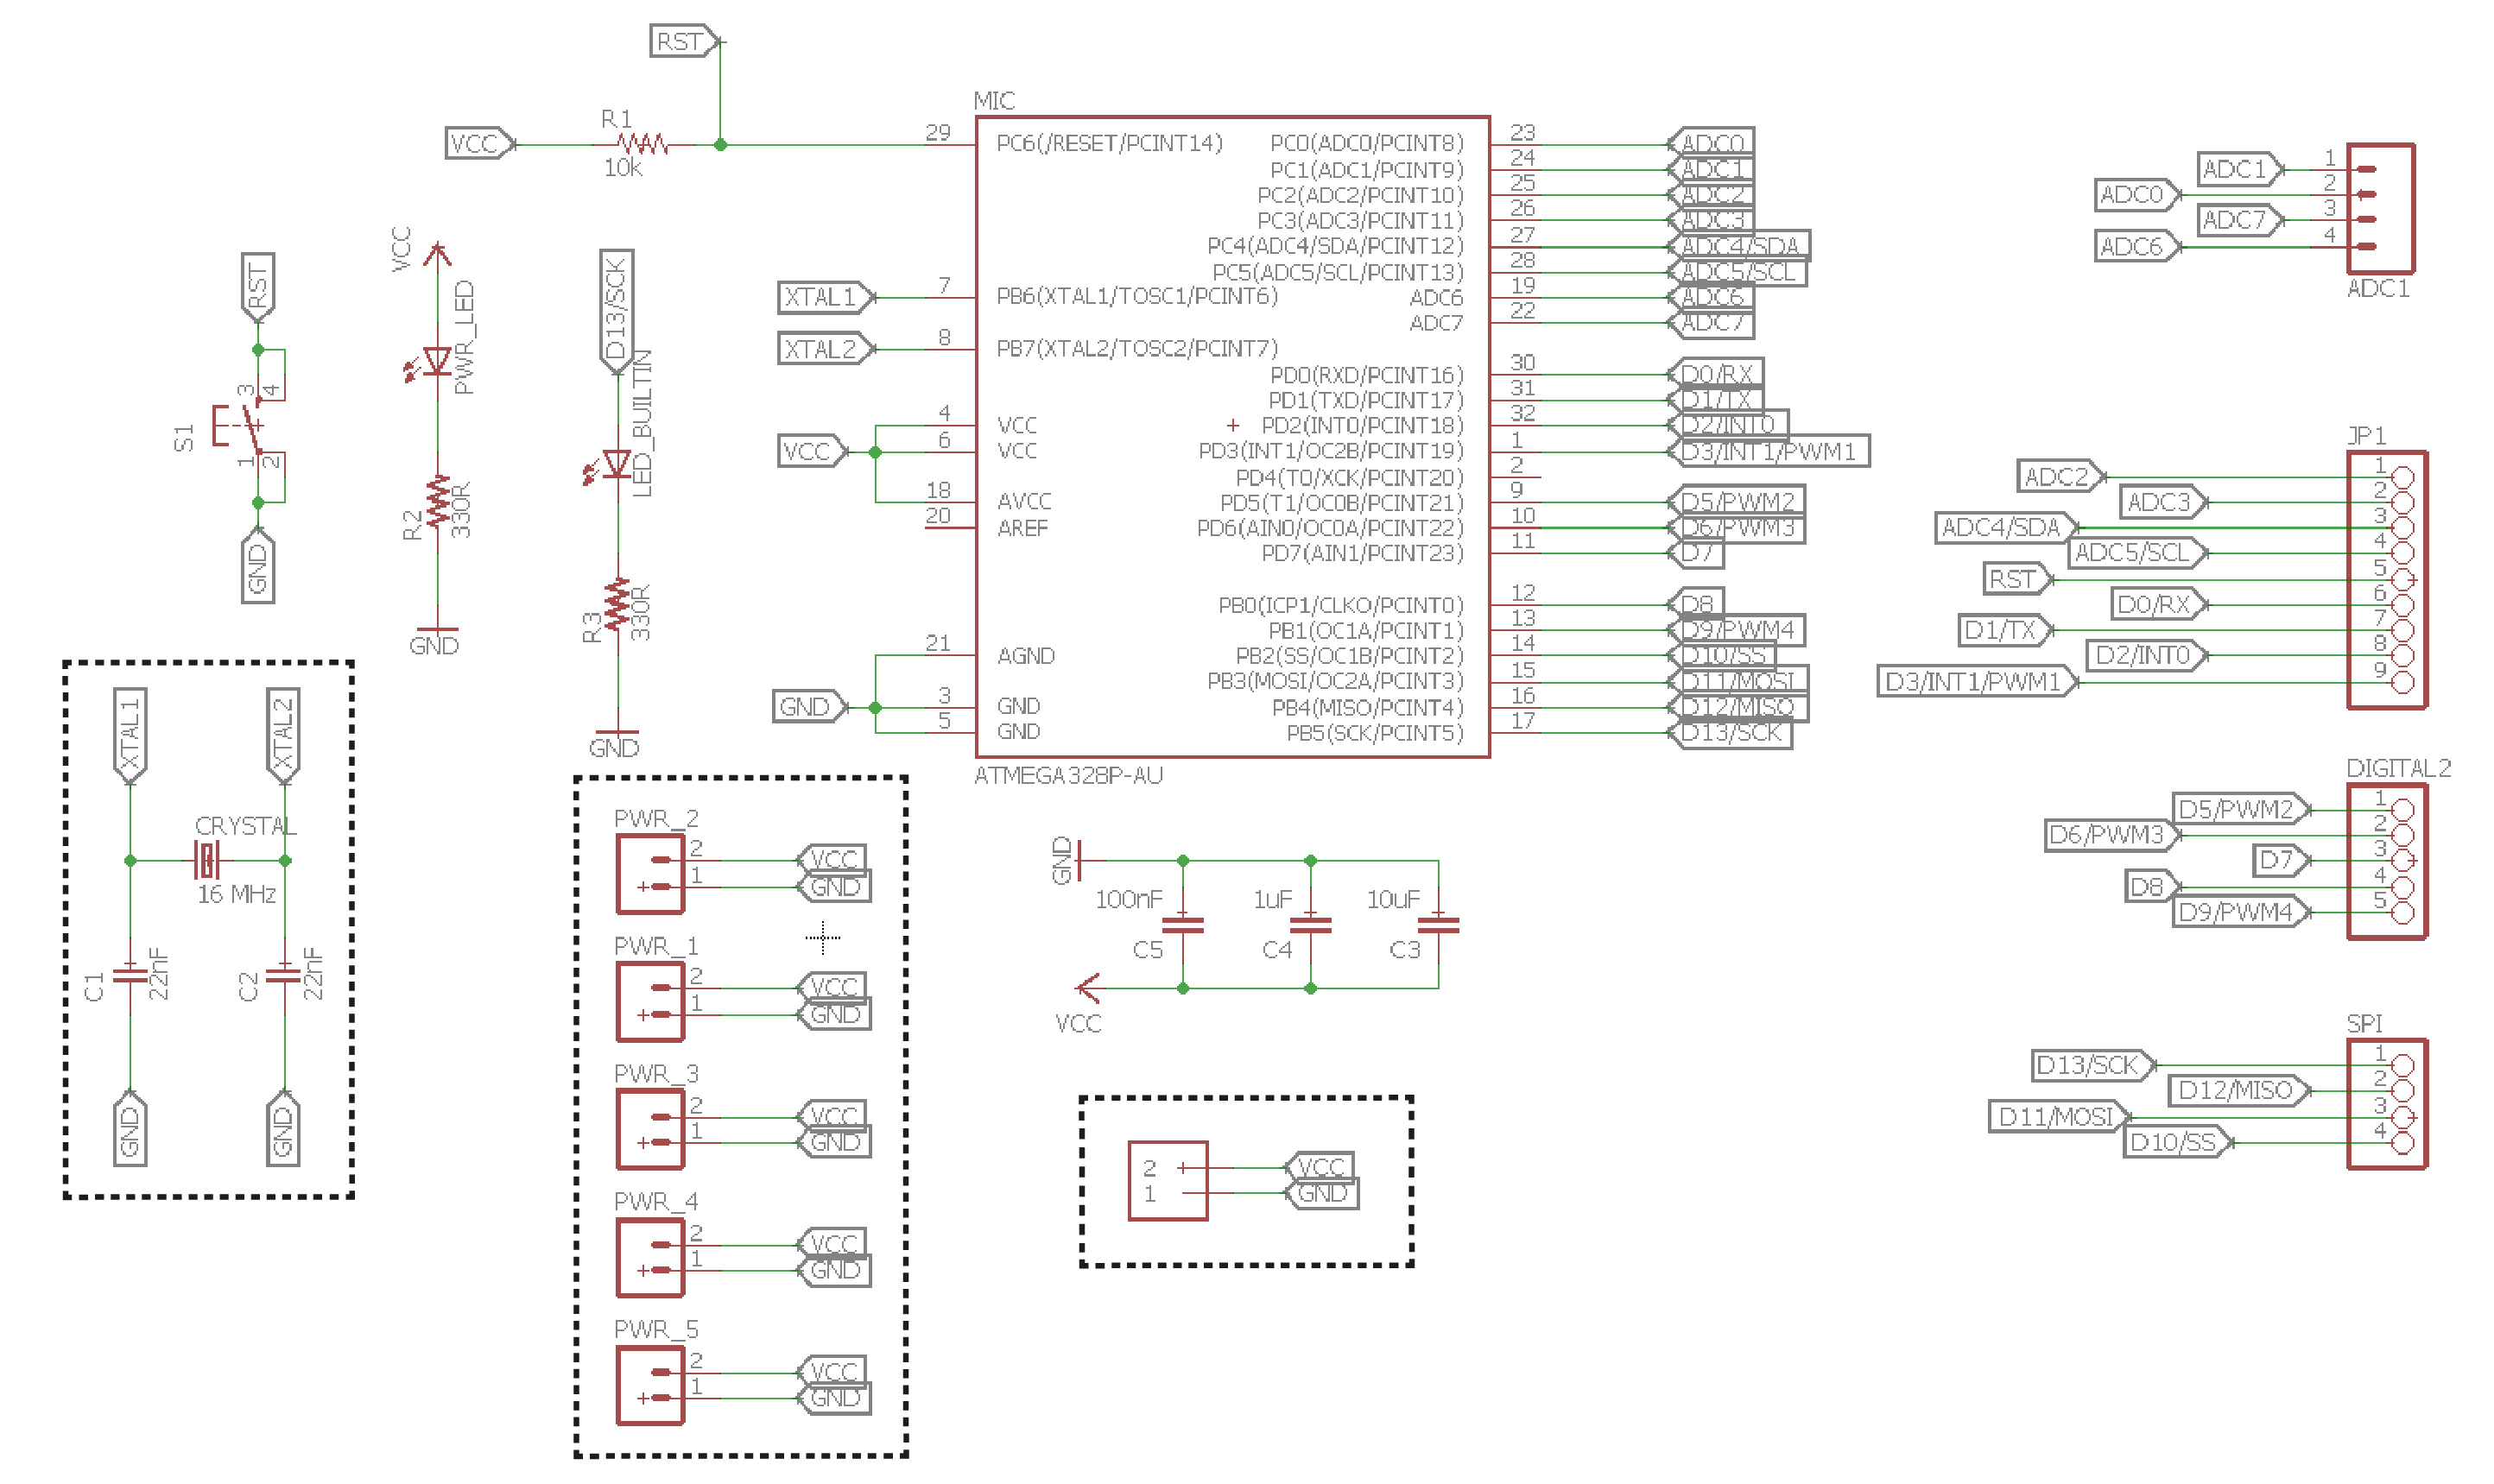 RST
VCC
R1
10k
MIC
29
PC6(/RESET/PCINT14)
XTAL1
7
PB6(XTAL1/TOSC1/PCINT6)
XTAL2
8
PB7(XTAL2/TOSC2/PCINT7)
VCC
4
VCC
6
VCC
18
AVCC
20
AREF
21
AGND
GND
3
GND
5
GND
PC0(ADC0/PCINT8)
23
ADC0
PC1(ADC1/PCINT9)
24
ADC1
PC2(ADC2/PCINT10)
25
ADC2
PC3(ADC3/PCINT11)
26
ADC3
PC4(ADC4/SDA/PCINT12)
27
ADC4/SDA
PC5(ADC5/SCL/PCINT13)
28
ADC5/SCL
ADC6
19
ADC6
ADC7
22
ADC7
PD0(RXD/PCINT16)
30
D0/RX
PD1(TXD/PCINT17)
31
D1/TX
PD2(INT0/PCINT18)
32
D2/INT0
PD3(INT1/OC2B/PCINT19)
1
D3/INT1/PWM1
PD4(T0/XCK/PCINT20)
2
PD5(T1/OC0B/PCINT21)
9
D5/PWM2
PD6(AIN0/OC0A/PCINT22)
10
D6/PWM3
PD7(AIN1/PCINT23)
11
D7
PB0(ICP1/CLKO/PCINT0)
12
D8
PB1(OC1A/PCINT1)
13
D9/PWM4
PB2(SS/OC1B/PCINT2)
14
D10/SS
PB3(MOSI/OC2A/PCINT3)
15
D11/MOSI
PB4(MISO/PCINT4)
16
D12/MISO
PB5(SCK/PCINT5)
17
D13/SCK
ATMEGA328P-AU
RST
3
4
S1
1
2
GND
VCC
PWR_LED
R2
330R
GND
D13/SCK
LED_BUILTIN
R3
330R
GND
XTAL1
XTAL2
CRYSTAL
16 MHz
C1
22nF
C2
22nF
GND
GND
PWR_2
2
VCC
1
GND
PWR_1
2
VCC
1
GND
PWR_3
2
VCC
1
GND
PWR_4
2
VCC
1
GND
PWR_5
2
VCC
1
GND
GND
100nF
1uF
10uF
C5
C4
C3
VCC
2
VCC
1
GND
ADC1
1
ADC0
2
ADC7
3
ADC6
4
ADC1
JP1
ADC2
1
ADC3
2
ADC4/SDA
3
ADC5/SCL
4
RST
5
D0/RX
6
D1/TX
7
D2/INT0
8
D3/INT1/PWM1
9
DIGITAL2
D5/PWM2
1
D6/PWM3
2
D7
3
D8
4
D9/PWM4
5
SPI
D13/SCK
1
D12/MISO
2
D11/MOSI
3
D10/SS
4